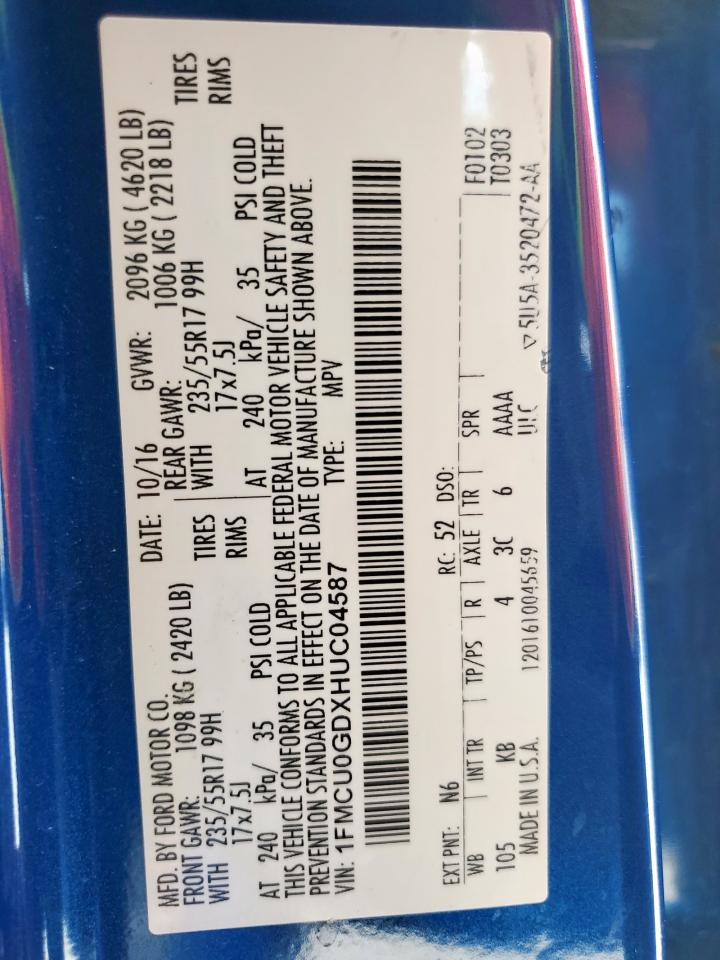 MFD. BY FORD MOTOR CO.
DATE: 10/16 GVWR: 2096 KG ( 4620 LB)
FRONT GAWR: 1098 KG ( 2420 LB) REAR GAWR: 1006 KG ( 2218 LB)
WITH 235/55R17 99H TIRES WITH 235/55R17 99H TIRES
17x7.5J RIMS 17x7.5J RIMS
AT 240 kPa/ 35 PSI COLD AT 240 kPa/ 35 PSI COLD
THIS VEHICLE CONFORMS TO ALL APPLICABLE FEDERAL MOTOR VEHICLE SAFETY AND THEFT
PREVENTION STANDARDS IN EFFECT ON THE DATE OF MANUFACTURE SHOWN ABOVE.
VIN: 1FMCU0GDXHUC04587 TYPE: MPV
EXT PNT: N6 RC: 52 DSO: F0102
WB INT TR TP/PS R AXLE TR SPR T0303
105 KB 4 3C 6 AAAA
UIC
MADE IN U.S.A. 1201610045659 5U5A-3520472-AA